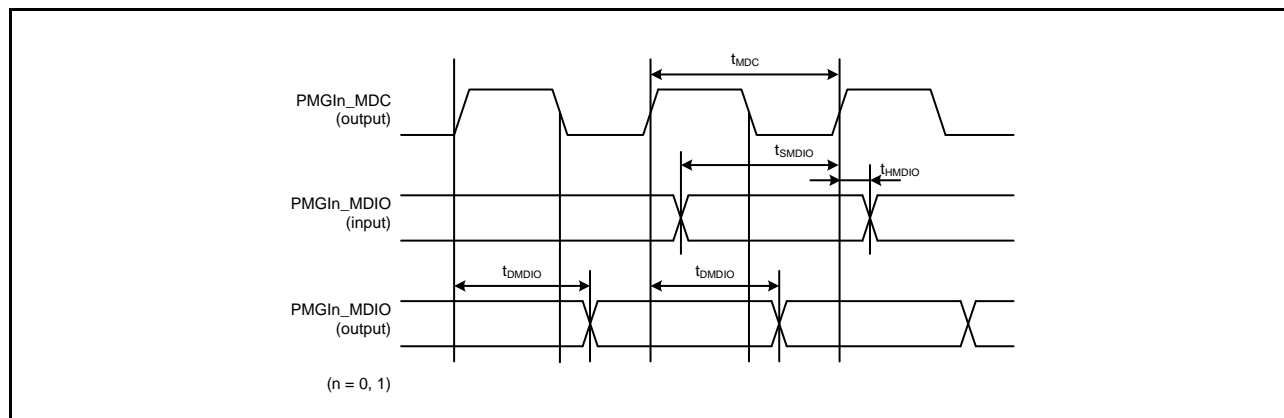 tMDC
PMGIn_MDC
(output)
tSMDIO
tHMDIO
PMGIn_MDIO
(input)
tDMDIO
tDMDIO
PMGIn_MDIO
(output)
(n = 0, 1)